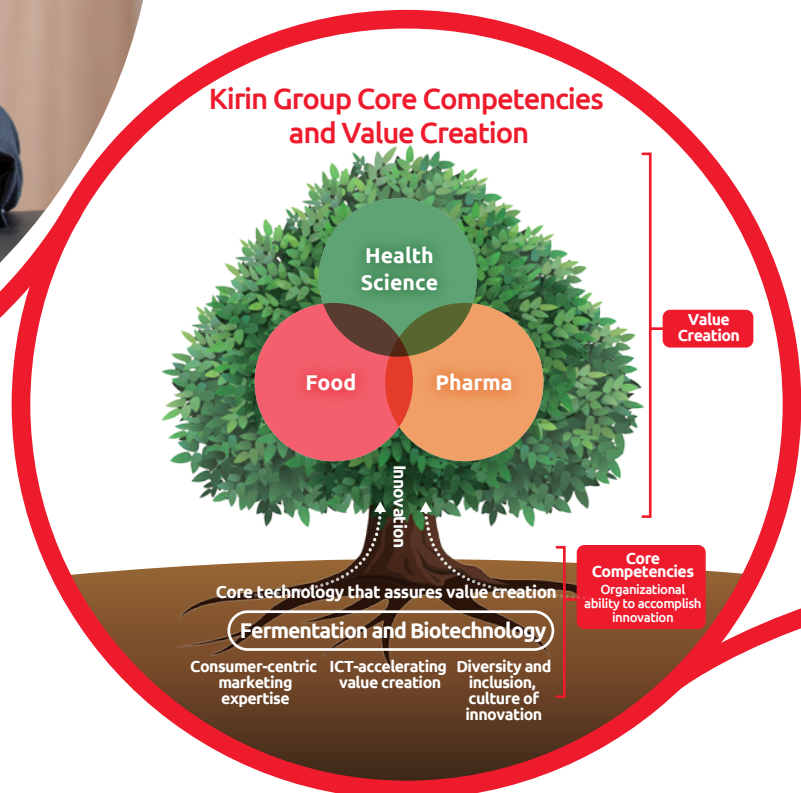 Kirin Group Core Competencies
and Value Creation
Health
Science
Food
Pharma
Value
Creation
Innovation
Core
Competencies
Organizational
ability to accomplish
innovation
Core technology that assures value creation
Fermentation and Biotechnology
Consumer-centric
marketing
expertise
ICT-accelerating
value creation
Diversity and
inclusion,
culture of
innovation